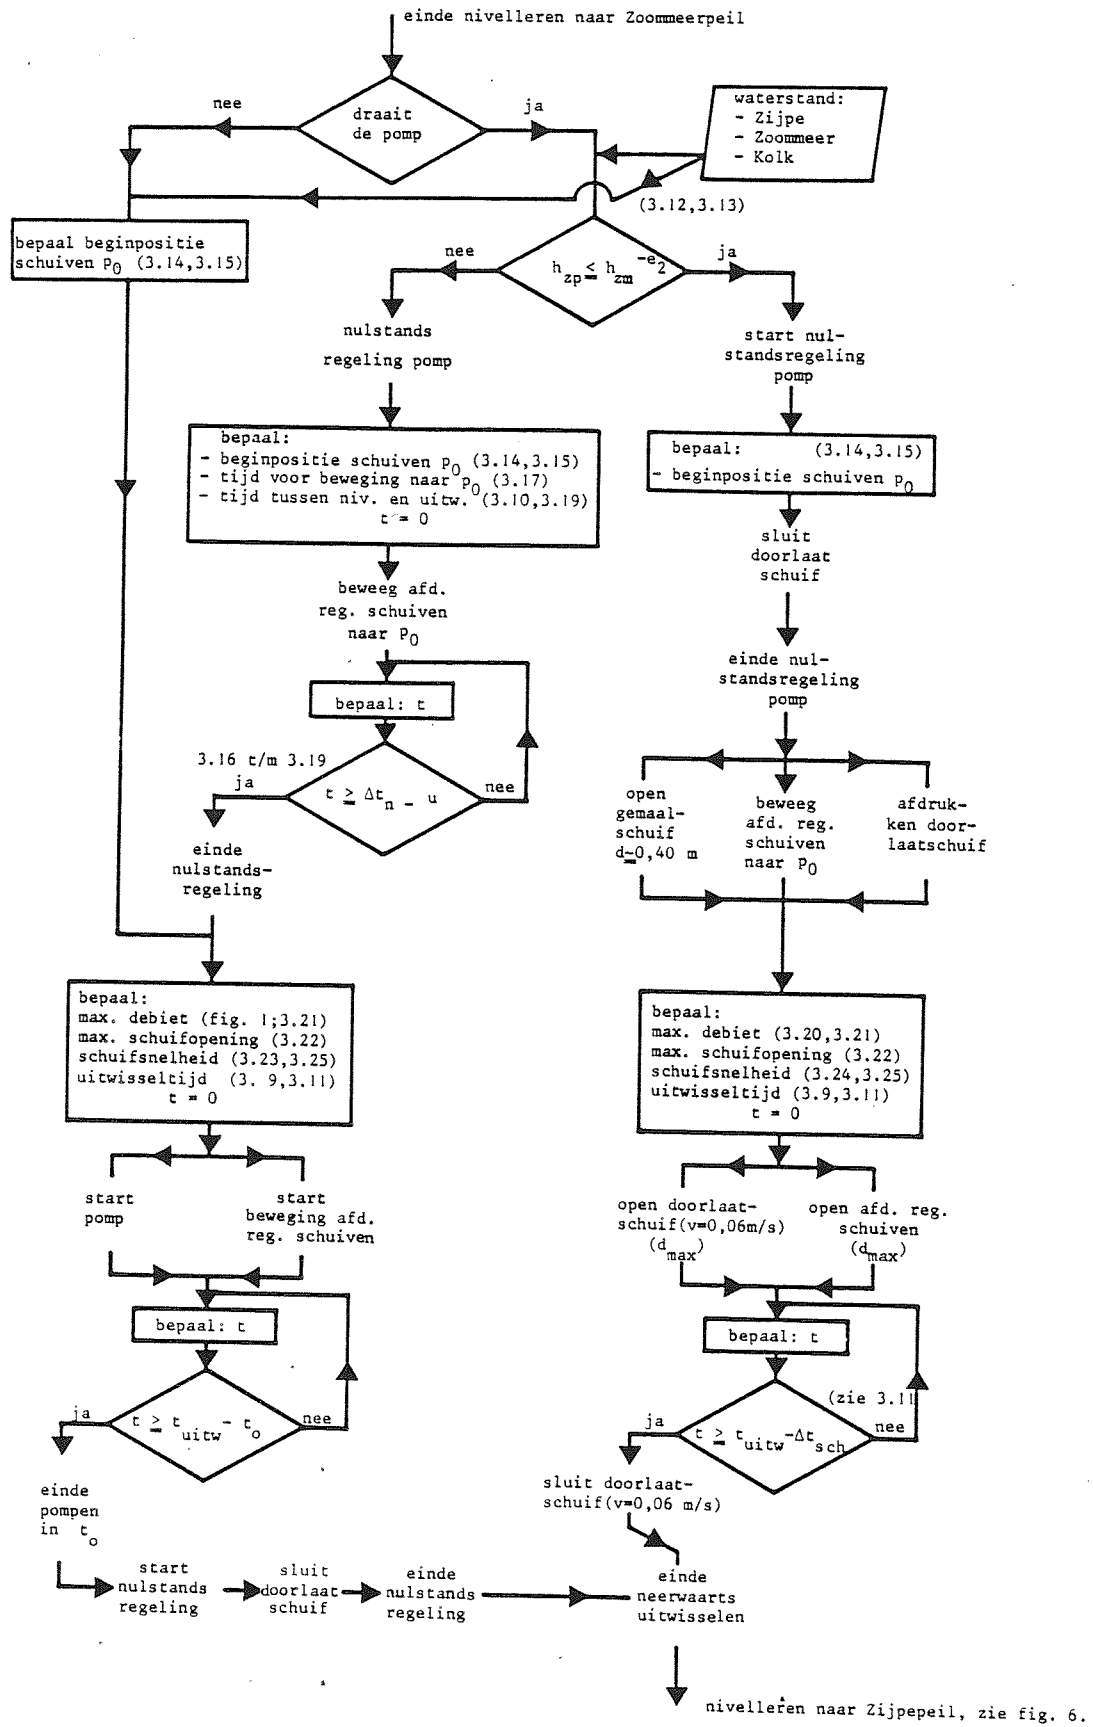 einde nivelleren naar Zoommeerpeil
nee
draait
de pomp
ja
waterstand:
- Zijpe
- Zoommeer
- Kolk
(3.12,3.13)
bepaal beginpositie
schuiven p0 (3.14,3.15)
nee
h zp ≤ h zm -e2
ja
nulstands
regeling pomp
start nul-
standsregeling
pomp
bepaal:
- beginpositie schuiven p0 (3.14,3.15)
- tijd voor beweging naar p0 (3.17)
- tijd tussen niv. en uitw. (3.10,3.19)
t = 0
bepaal: (3.14,3.15)
- beginpositie schuiven p0
sluit
doorlaat
schuif
beweeg afd.
reg. schuiven
naar p0
einde nul-
standsregeling
pomp
bepaal: t
3.16 t/m 3.19
ja
t ≥ Δt n - u
nee
einde
nulstands-
regeling
open
gemaal-
schuif
d≃0,40 m
beweeg
afd. reg.
schuiven
naar p0
afdruk-
ken door-
laatschuif
bepaal:
max. debiet (fig. 1;3.21)
max. schuifopening (3.22)
schuifsnelheid (3.23,3.25)
uitwisseltijd (3. 9,3.11)
t = 0
bepaal:
max. debiet (3.20,3.21)
max. schuifopening (3.22)
schuifsnelheid (3.24,3.25)
uitwisseltijd (3.9,3.11)
t = 0
start
pomp
start
beweging afd.
reg. schuiven
open doorlaat-
schuif(v=0,06m/s)
(d max)
open afd. reg.
schuiven
(d max)
bepaal: t
bepaal: t
ja
t ≥ t uitw - t o
nee
(zie 3.11
ja
t ≥ t uitw -Δt sch
nee
einde
pompen
in t o
sluit doorlaat-
schuif(v=0,06 m/s)
start
nulstands
regeling
sluit
doorlaat
schuif
einde
nulstands
regeling
einde
neerwaarts
uitwisselen
nivelleren naar Zijpepeil, zie fig. 6.